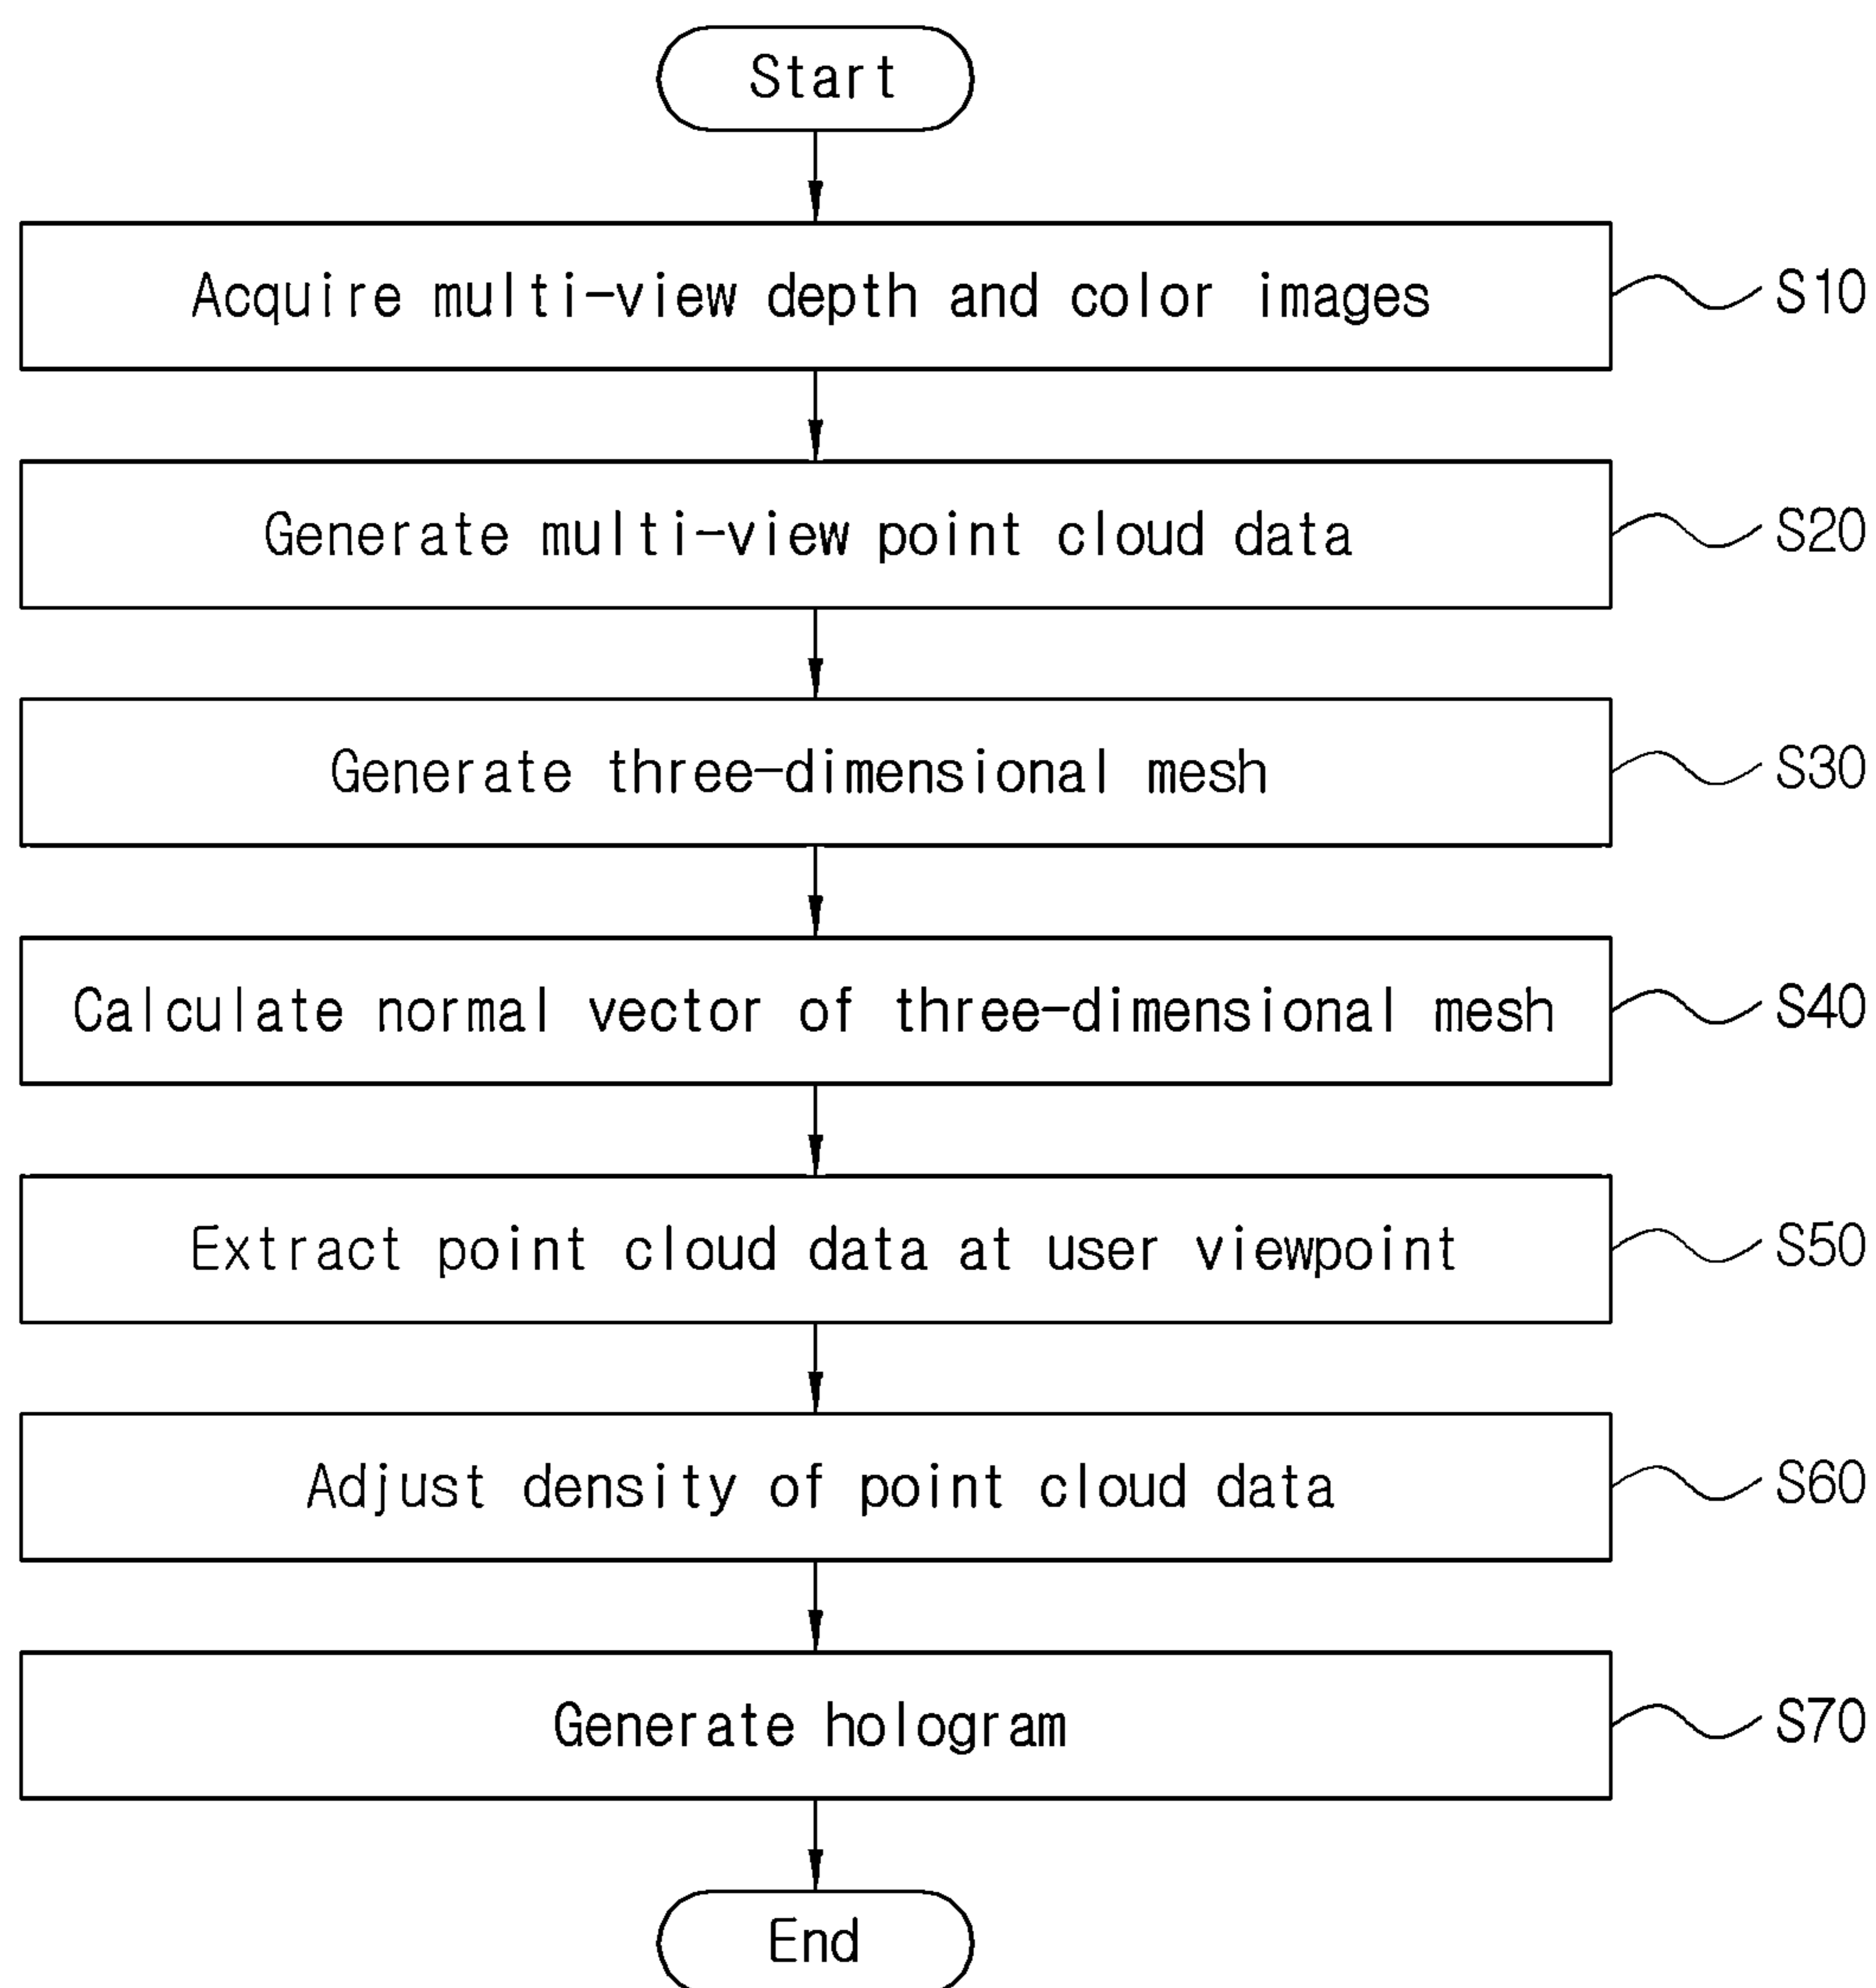 Start
Acquire multi-view depth and color images
S10
Generate multi-view point cloud data
S20
Generate three-dimensional mesh
S30
Calculate normal vector of three-dimensional mesh
S40
Extract point cloud data at user viewpoint
S50
Adjust density of point cloud data
S60
Generate hologram
S70
End